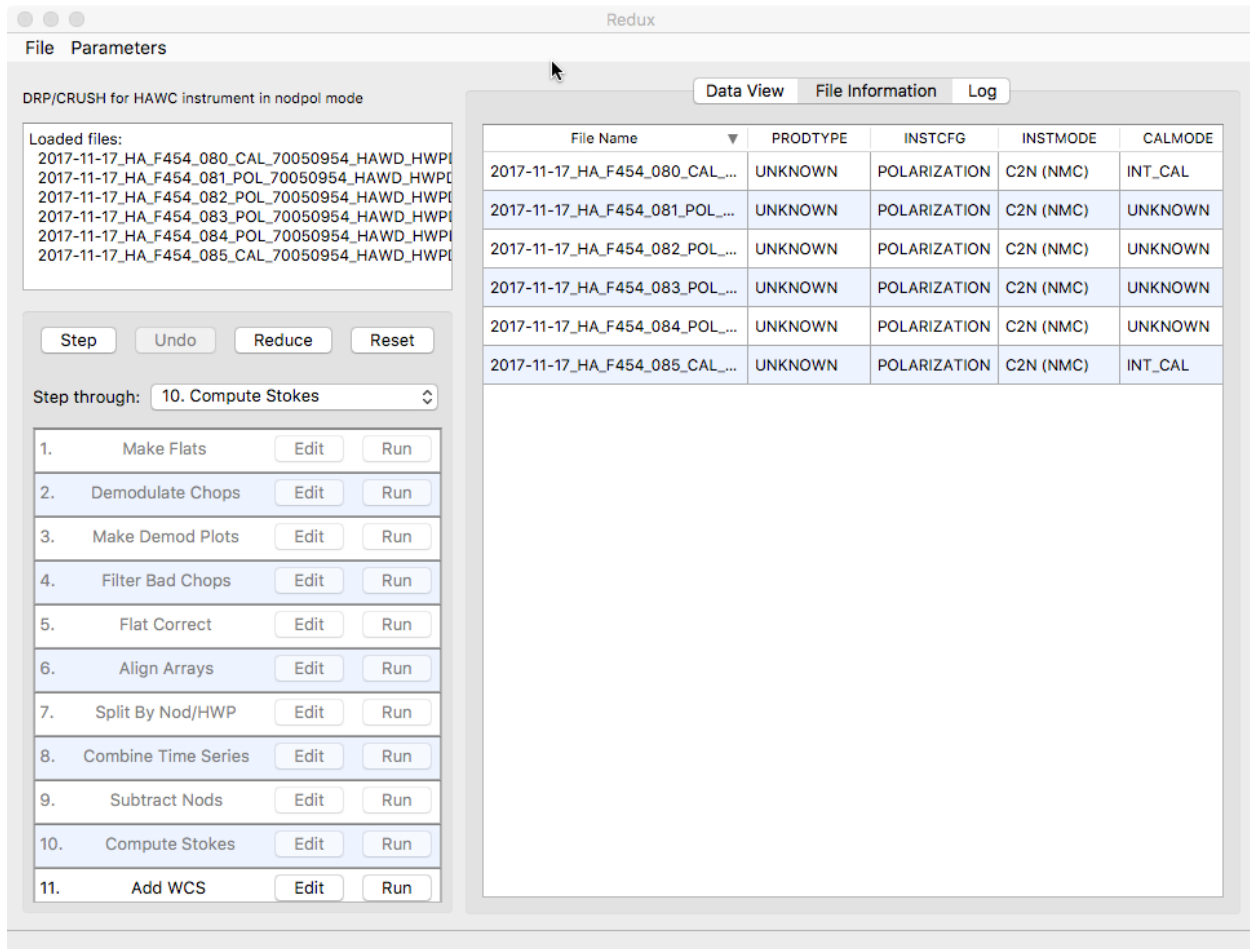 Redux
File Parameters
DRP/CRUSH for HAWC instrument in nodpol mode
Loaded files:
2017-11-17_HA_F454_080_CAL_70050954_HAWD_HWPD
2017-11-17_HA_F454_081_POL_70050954_HAWD_HWPD
2017-11-17_HA_F454_082_POL_70050954_HAWD_HWPD
2017-11-17_HA_F454_083_POL_70050954_HAWD_HWPD
2017-11-17_HA_F454_084_POL_70050954_HAWD_HWPD
2017-11-17_HA_F454_085_CAL_70050954_HAWD_HWPD
Step Undo Reduce Reset
Step through: 10. Compute Stokes
1. Make Flats Edit Run
2. Demodulate Chops Edit Run
3. Make Demod Plots Edit Run
4. Filter Bad Chops Edit Run
5. Flat Correct Edit Run
6. Align Arrays Edit Run
7. Split By Nod/HWP Edit Run
8. Combine Time Series Edit Run
9. Subtract Nods Edit Run
10. Compute Stokes Edit Run
11. Add WCS Edit Run
Data View File Information Log
File Name ▼ PRODTYPE INSTCFG INSTMODE CALMODE
2017-11-17_HA_F454_080_CAL_... UNKNOWN POLARIZATION C2N (NMC) INT_CAL
2017-11-17_HA_F454_081_POL_... UNKNOWN POLARIZATION C2N (NMC) UNKNOWN
2017-11-17_HA_F454_082_POL_... UNKNOWN POLARIZATION C2N (NMC) UNKNOWN
2017-11-17_HA_F454_083_POL_... UNKNOWN POLARIZATION C2N (NMC) UNKNOWN
2017-11-17_HA_F454_084_POL_... UNKNOWN POLARIZATION C2N (NMC) UNKNOWN
2017-11-17_HA_F454_085_CAL_... UNKNOWN POLARIZATION C2N (NMC) INT_CAL